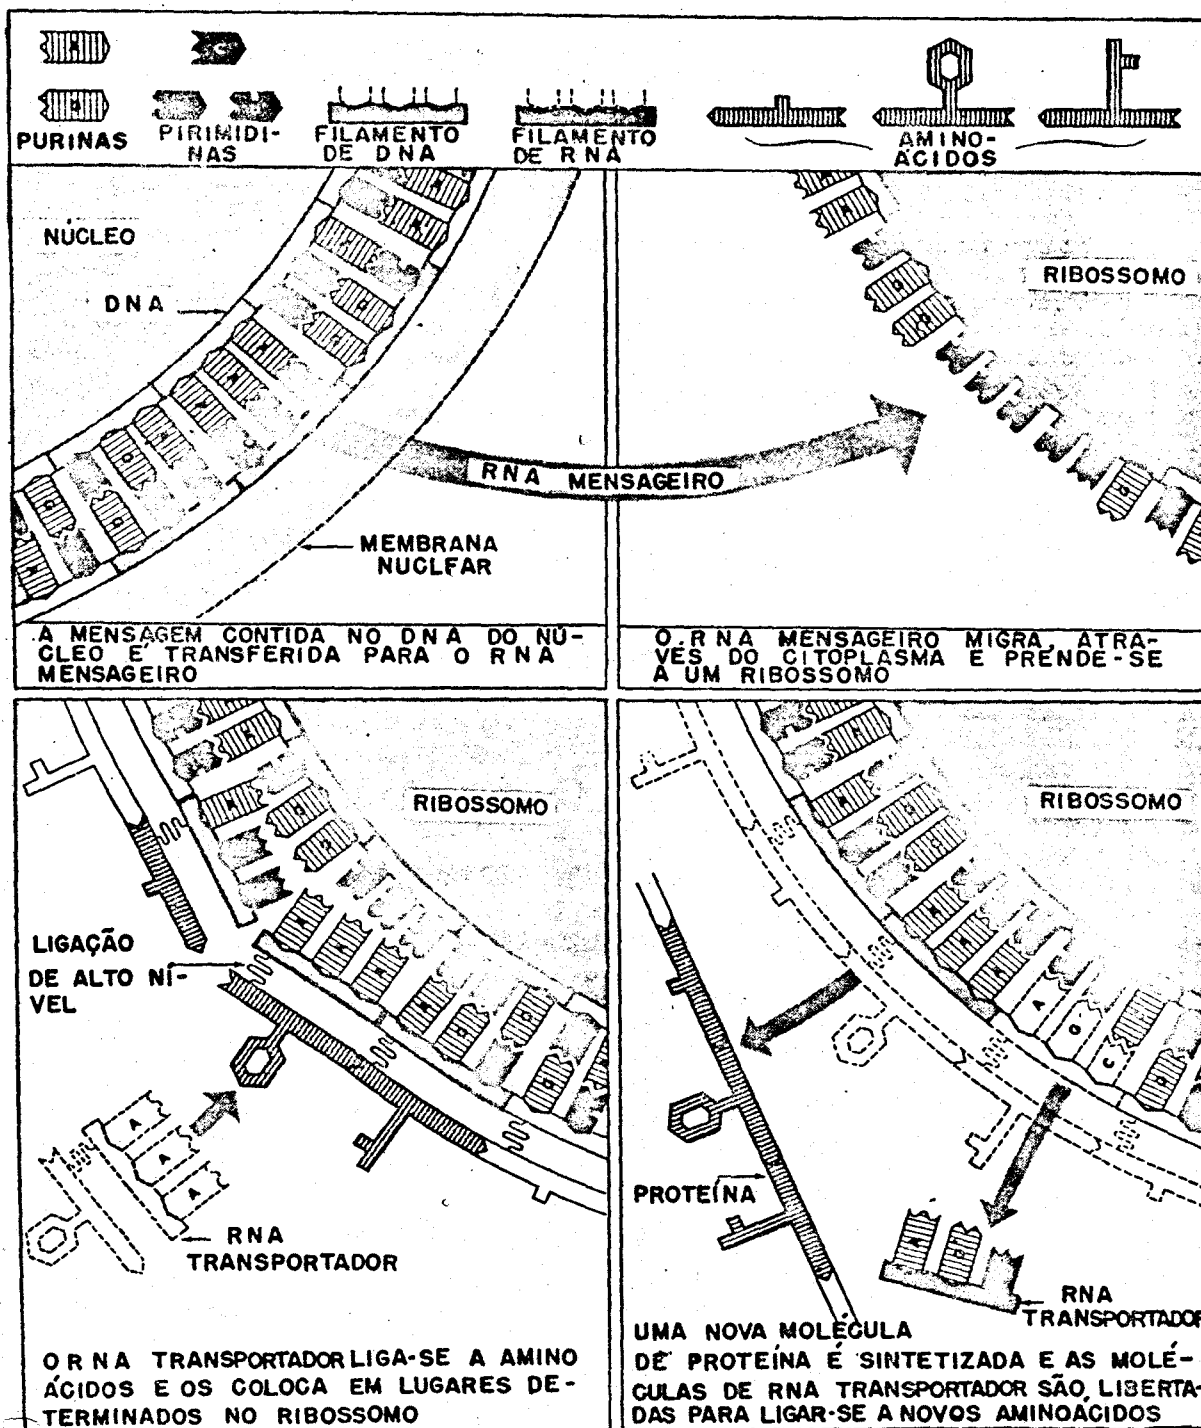 PURINAS
PIRIMIDI-
NAS
FILAMENTO
DE DNA
FILAMENTO
DE RNA
AMINO-
ÁCIDOS
NÚCLEO
DNA
MEMBRANA
NUCLEAR
A MENSAGEM CONTIDA NO DNA DO NÚ-
CLEO É TRANSFERIDA PARA O RNA
MENSAGEIRO
RNA MENSAGEIRO
RIBOSSOMO
O RNA MENSAGEIRO MIGRA, ATRA-
VÉS DO CITOPLASMA E PRENDE-SE
A UM RIBOSSOMO
RIBOSSOMO
LIGAÇÃO
DE ALTO NÍ-
VEL
A
A
A
RNA
TRANSPORTADOR
O RNA TRANSPORTADOR LIGA-SE A AMINO
ÁCIDOS E OS COLOCA EM LUGARES DE-
TERMINADOS NO RIBOSSOMO
RIBOSSOMO
A
G
C
PROTEÍNA
RNA
TRANSPORTADOR
UMA NOVA MOLÉCULA
DE PROTEÍNA É SINTETIZADA E AS MOLÉ-
CULAS DE RNA TRANSPORTADOR SÃO LIBERTA-
DAS PARA LIGAR-SE A NOVOS AMINOÁCIDOS